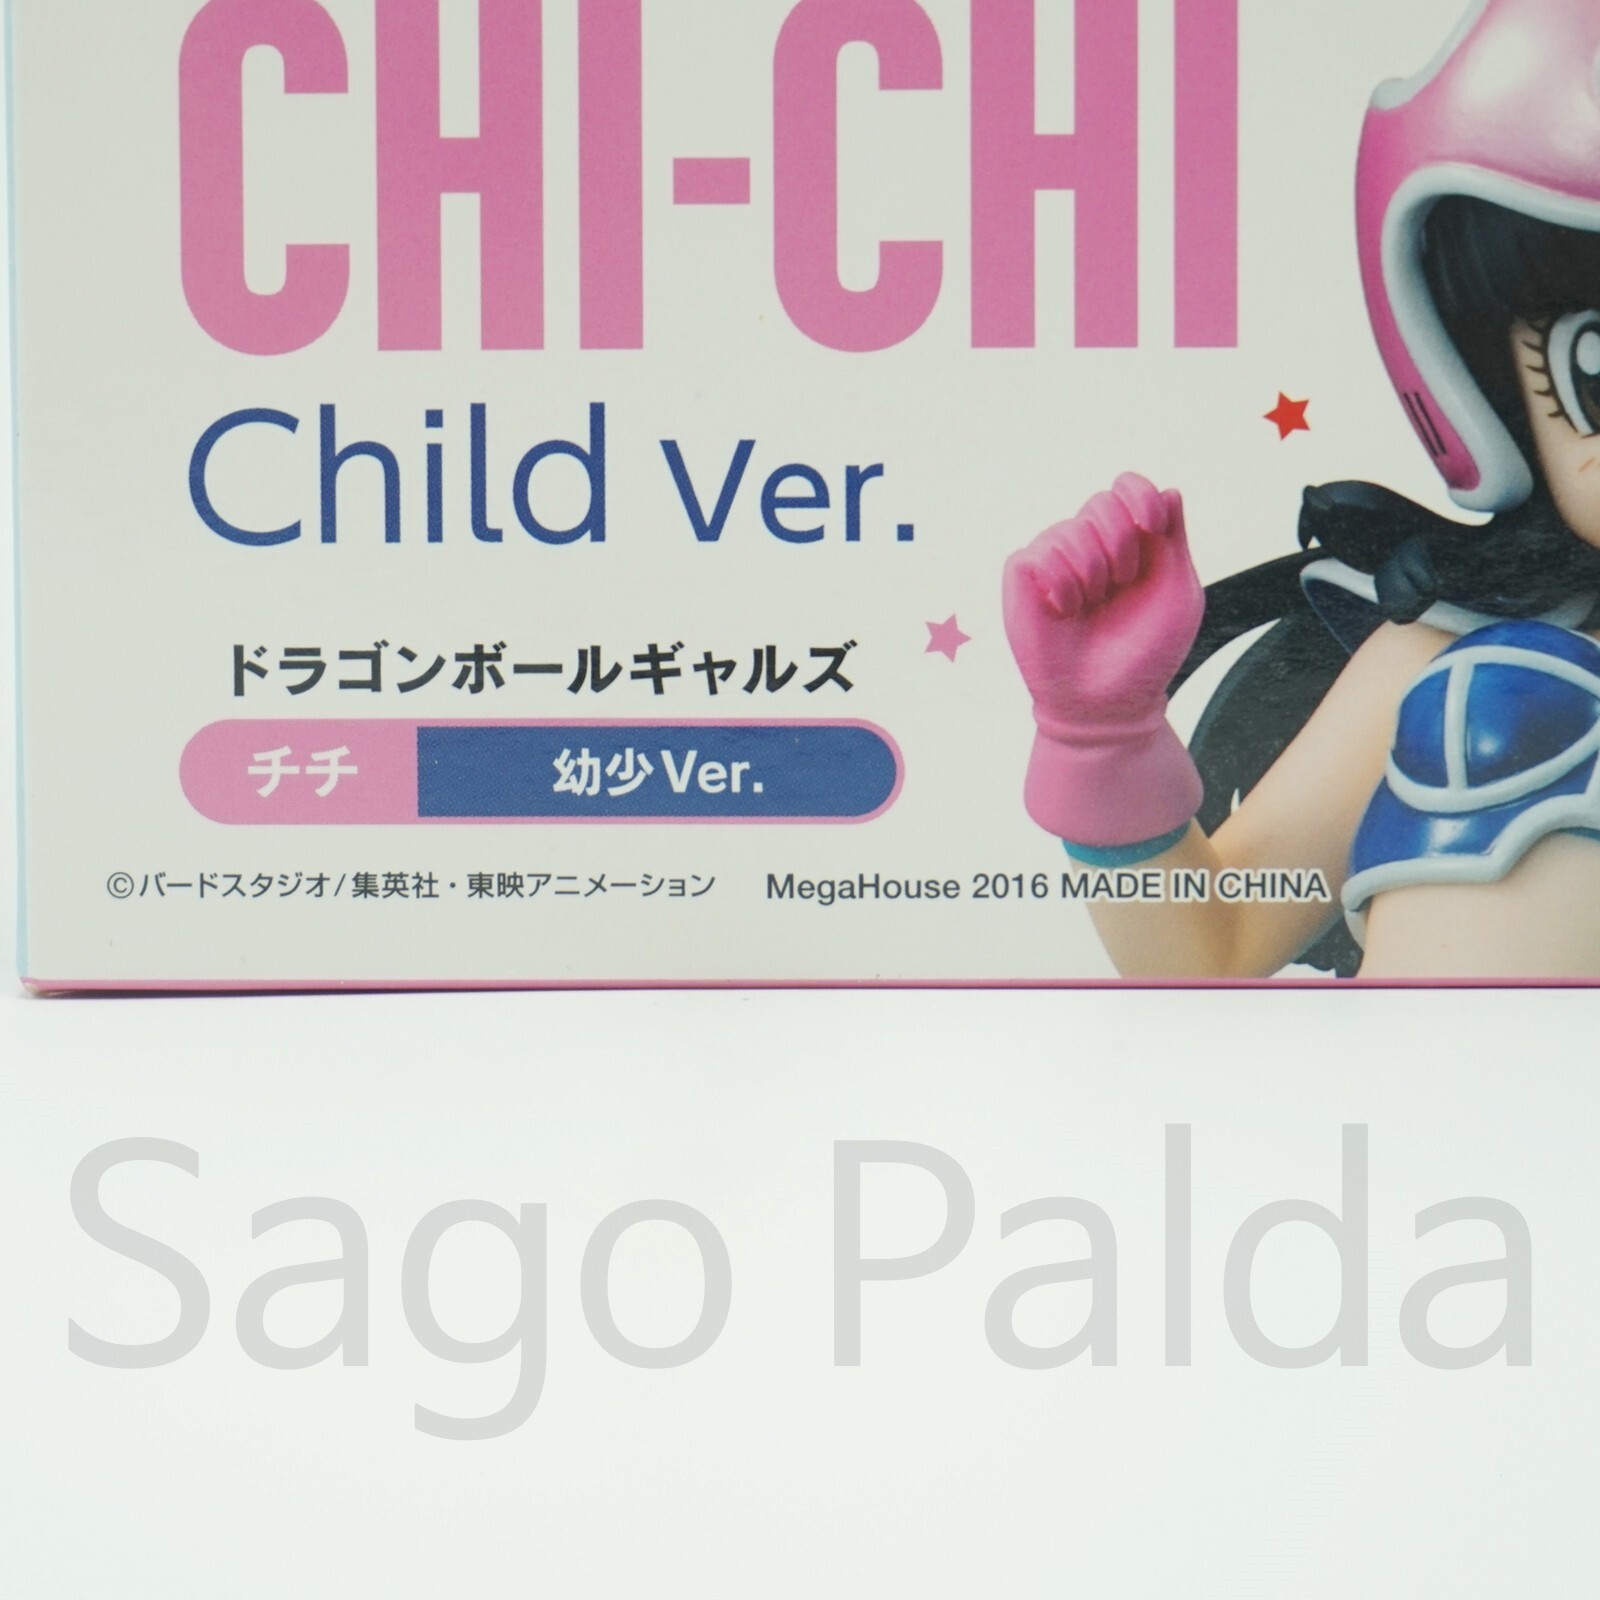 CHI-CHI
Child Ver.
ドラゴンボールギャルズ
チチ 幼少Ver.
©バードスタジオ/集英社・東映アニメーション MegaHouse 2016 MADE IN CHINA
Sago Palda